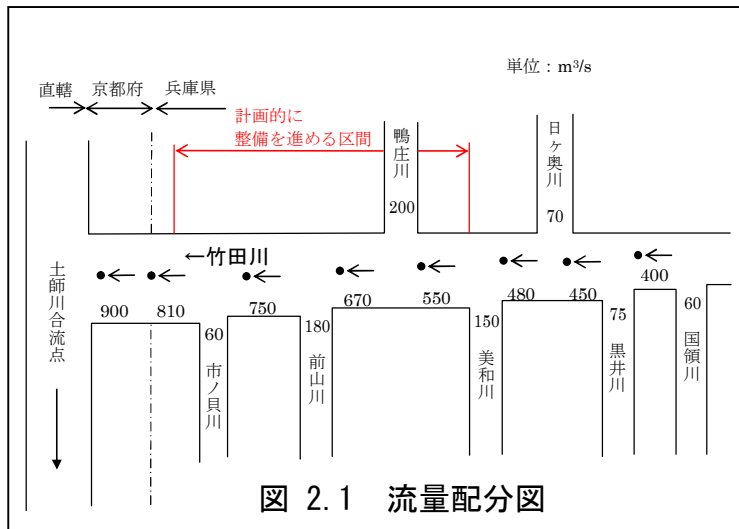 単位：m³/s
直轄 京都府 兵庫県
計画的に
整備を進める区間
鴨庄川
200
日ヶ奥川
70
←竹田川
土師川合流点
900
810
750
670
550
480
450
400
60
市ノ貝川
180
前山川
150
美和川
75
黒井川
60
国領川
図 2.1 流量配分図